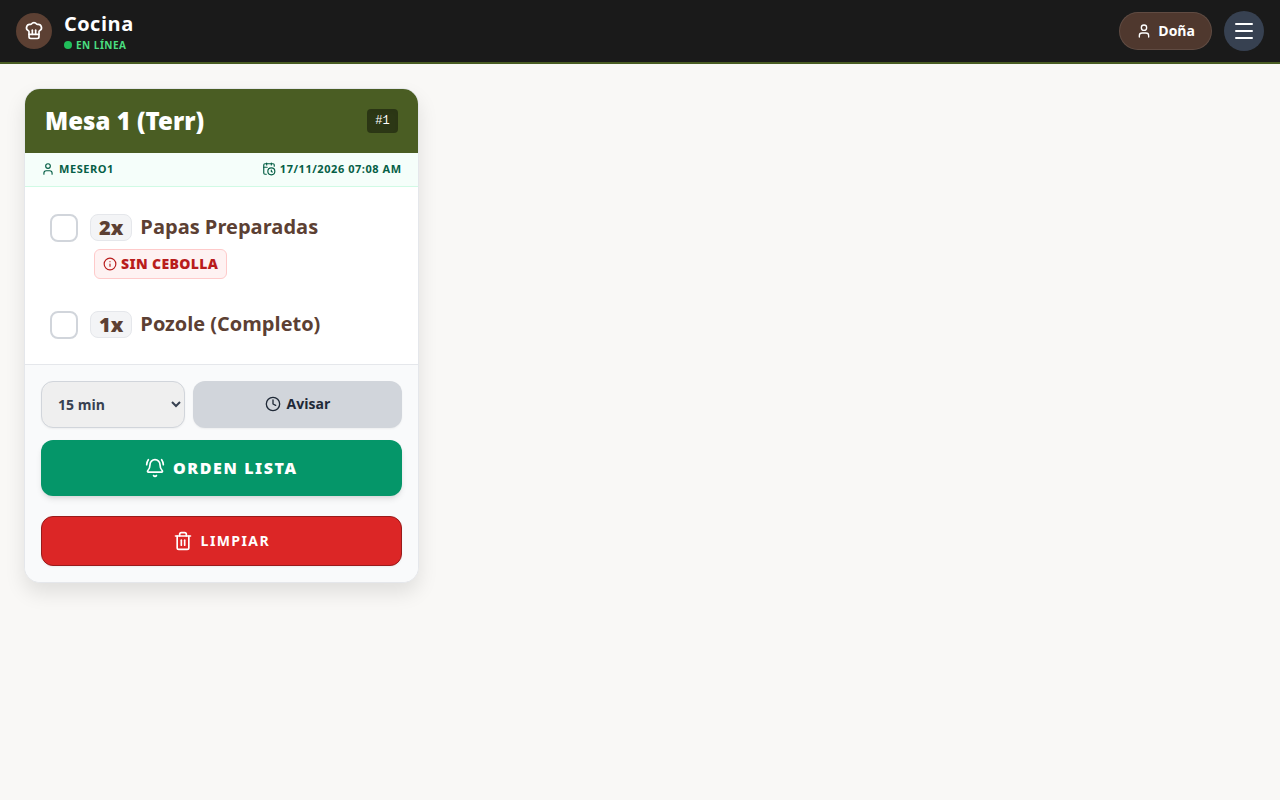 Cocina
EN LÍNEA
Doña
Mesa 1 (Terr)
#1
MESERO1
17/11/2026 07:08 AM
2x Papas Preparadas
SIN CEBOLLA
1x Pozole (Completo)
15 min
Avisar
ORDEN LISTA
LIMPIAR